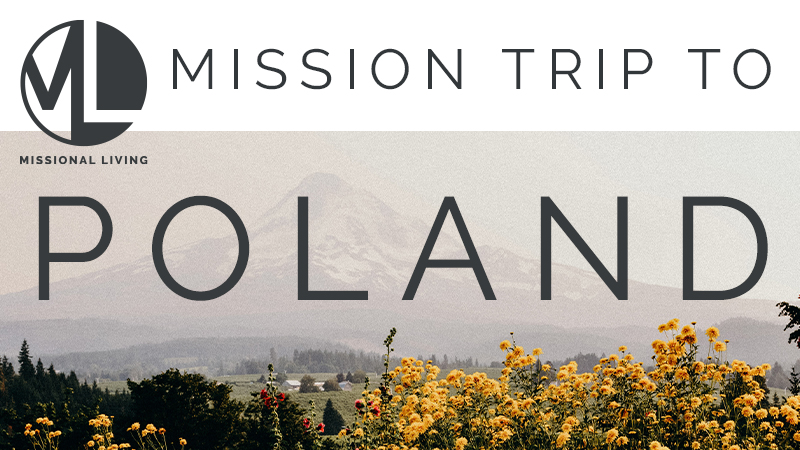 ML
MISSION TRIP TO
MISSIONAL LIVING
POLAND